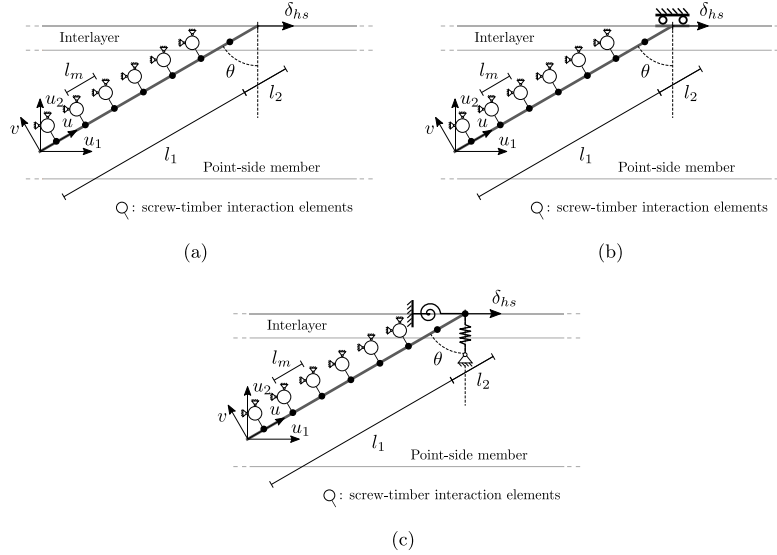 δ_hs
Interlayer
θ
l_m
u_2
u
v
u_1
l_2
l_1
Point-side member
: screw-timber interaction elements
(a)
δ_hs
Interlayer
θ
l_m
u_2
u
v
u_1
l_2
l_1
Point-side member
: screw-timber interaction elements
(b)
δ_hs
Interlayer
θ
l_m
u_2
u
v
u_1
l_2
l_1
Point-side member
: screw-timber interaction elements
(c)